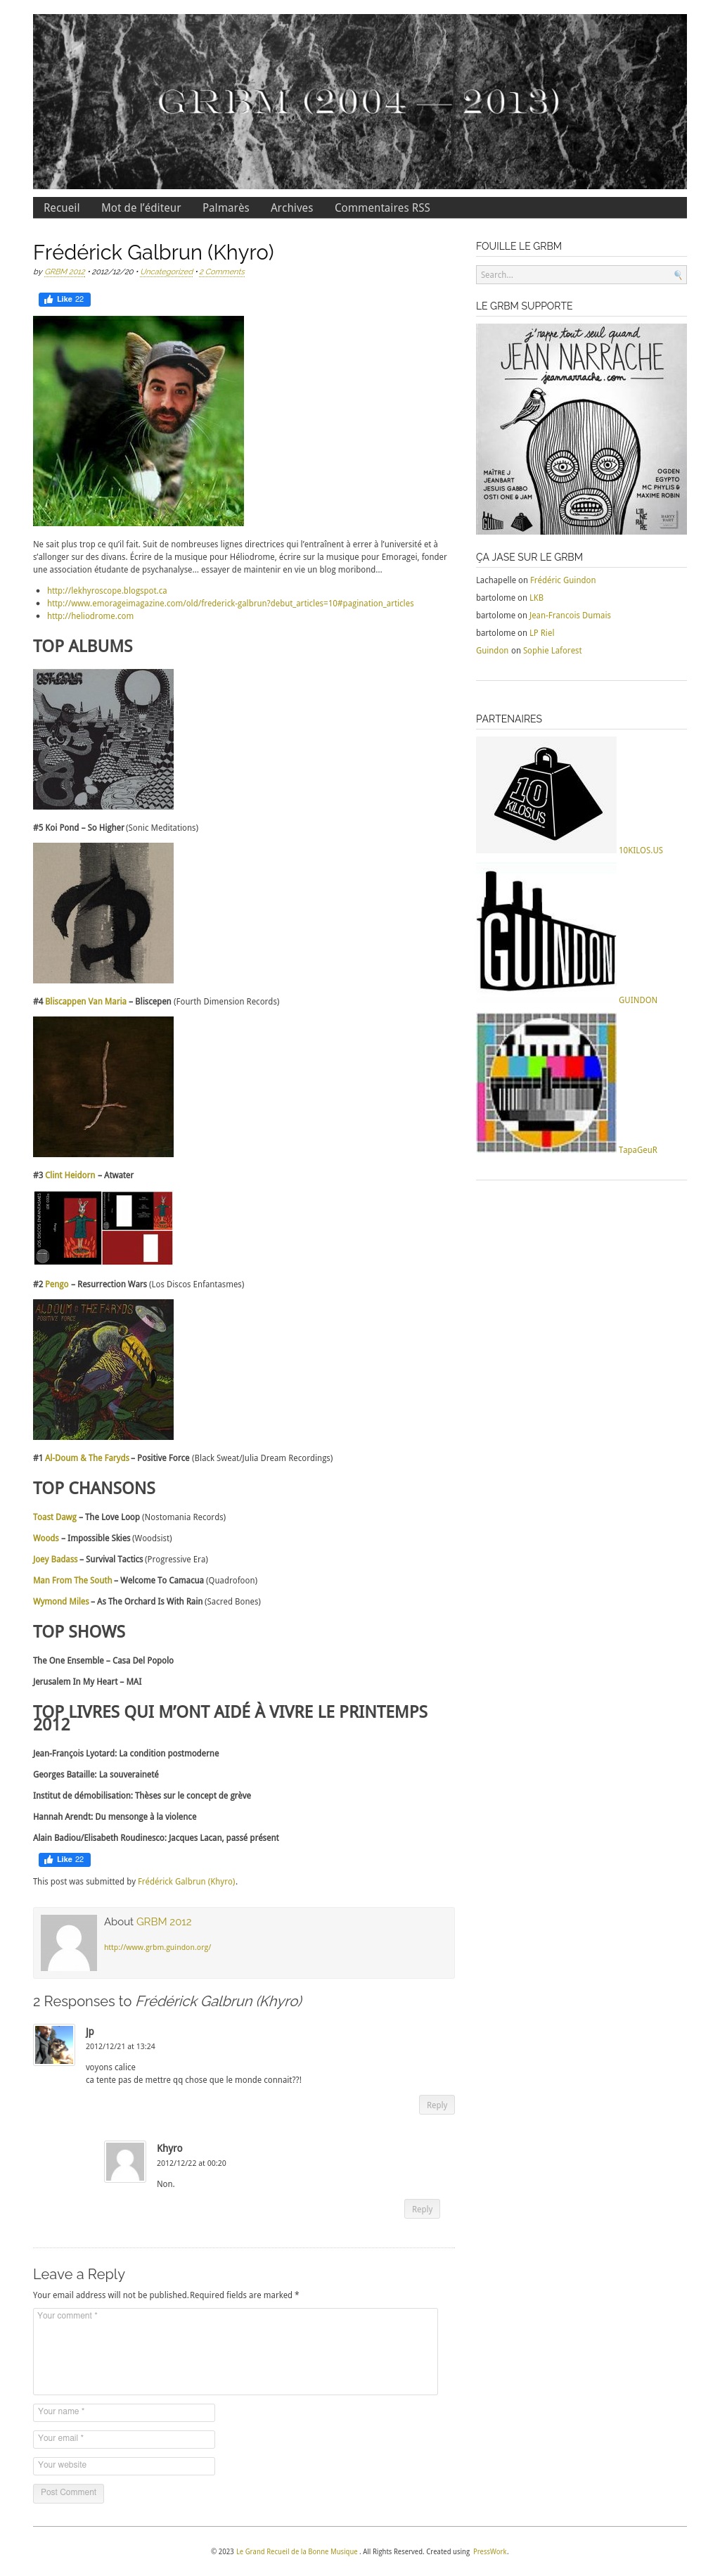 GRBM (2004 — 2013)
Recueil Mot de l'éditeur Palmarès Archives Commentaires RSS
Frédérick Galbrun (Khyro)
by GRBM 2012 • 2012/12/20 • Uncategorized • 2 Comments
Like 22
Ne sait plus trop ce qu'il fait. Suit de nombreuses lignes directrices qui l'entraînent à errer à l'université et à
s'allonger sur des divans. Écrire de la musique pour Héliodrome, écrire sur la musique pour Emoragei, fonder
une association étudante de psychanalyse… essayer de maintenir en vie un blog moribond…
http://lekhyroscope.blogspot.ca
http://www.emorageimagazine.com/old/frederick-galbrun?debut_articles=10#pagination_articles
http://heliodrome.com
TOP ALBUMS
#5 Koi Pond – So Higher (Sonic Meditations)
#4 Bliscappen Van Maria – Bliscepen (Fourth Dimension Records)
#3 Clint Heidorn – Atwater
#2 Pengo – Resurrection Wars (Los Discos Enfantasmes)
ALDOUM & THE FARYDS
POSITIVE FORCE
#1 Al-Doum & The Faryds – Positive Force (Black Sweat/Julia Dream Recordings)
TOP CHANSONS
Toast Dawg – The Love Loop (Nostomania Records)
Woods – Impossible Skies (Woodsist)
Joey Badass – Survival Tactics (Progressive Era)
Man From The South – Welcome To Camacua (Quadrofoon)
Wymond Miles – As The Orchard Is With Rain (Sacred Bones)
TOP SHOWS
The One Ensemble – Casa Del Popolo
Jerusalem In My Heart – MAI
TOP LIVRES QUI M'ONT AIDÉ À VIVRE LE PRINTEMPS
2012
Jean-François Lyotard: La condition postmoderne
Georges Bataille: La souveraineté
Institut de démobilisation: Thèses sur le concept de grève
Hannah Arendt: Du mensonge à la violence
Alain Badiou/Elisabeth Roudinesco: Jacques Lacan, passé présent
Like 22
This post was submitted by Frédérick Galbrun (Khyro).
About GRBM 2012
http://www.grbm.guindon.org/
2 Responses to Frédérick Galbrun (Khyro)
Jp
2012/12/21 at 13:24
voyons calice
ca tente pas de mettre qq chose que le monde connait??!
Reply
Khyro
2012/12/22 at 00:20
Non.
Reply
Leave a Reply
Your email address will not be published. Required fields are marked *
Your comment *
Your name *
Your email *
Your website
Post Comment
FOUILLE LE GRBM
Search...
LE GRBM SUPPORTE
j'rappe tout seul quand
JEAN NARRACHE
jeannarrache.com
MAÎTRE J
JEANBART
JESUIS GABBO
OSTI ONE & JAM
OGDEN
EGYPTO
MC PHYLIS &
MAXIME ROBIN
ÇA JASE SUR LE GRBM
Lachapelle on Frédéric Guindon
bartolome on LKB
bartolome on Jean-Francois Dumais
bartolome on LP Riel
Guindon on Sophie Laforest
PARTENAIRES
10
KILOS.US
10KILOS.US
GUINDON
GUINDON
TapaGeuR
© 2023 Le Grand Recueil de la Bonne Musique . All Rights Reserved. Created using PressWork.